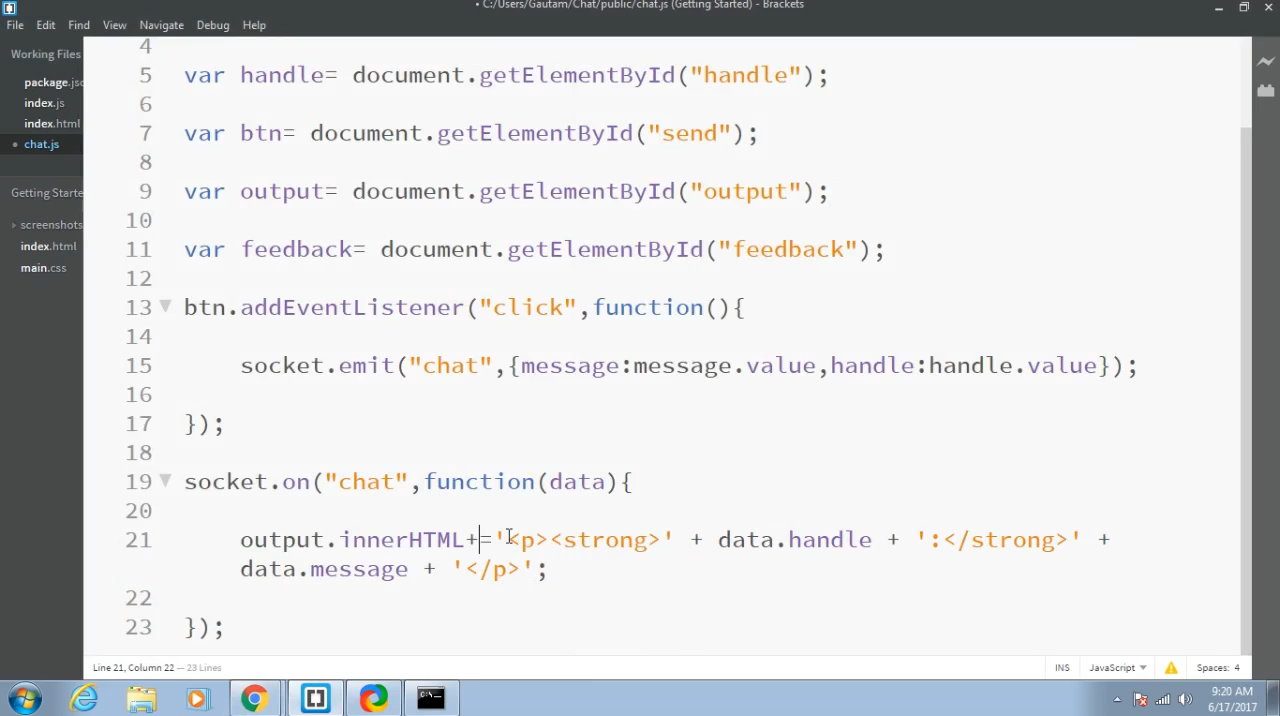 • C:/Users/Gautam/Chat/public/chat.js (Getting Started) - Brackets
File Edit Find View Navigate Debug Help
Working Files
package.jsc
index.js
index.html
• chat.js
Getting Starte
screenshots
index.html
main.css
4
5 var handle= document.getElementById("handle");
6
7 var btn= document.getElementById("send");
8
9 var output= document.getElementById("output");
10
11 var feedback= document.getElementById("feedback");
12
13 btn.addEventListener("click",function(){
14
15 socket.emit("chat",{message:message.value,handle:handle.value});
16
17 });
18
19 socket.on("chat",function(data){
20
21 output.innerHTML+='<p><strong>' + data.handle + ':</strong>' +
data.message + '</p>';
22
23 });
Line 21, Column 22 — 23 Lines
INS JavaScript Spaces: 4
9:20 AM
6/17/2017